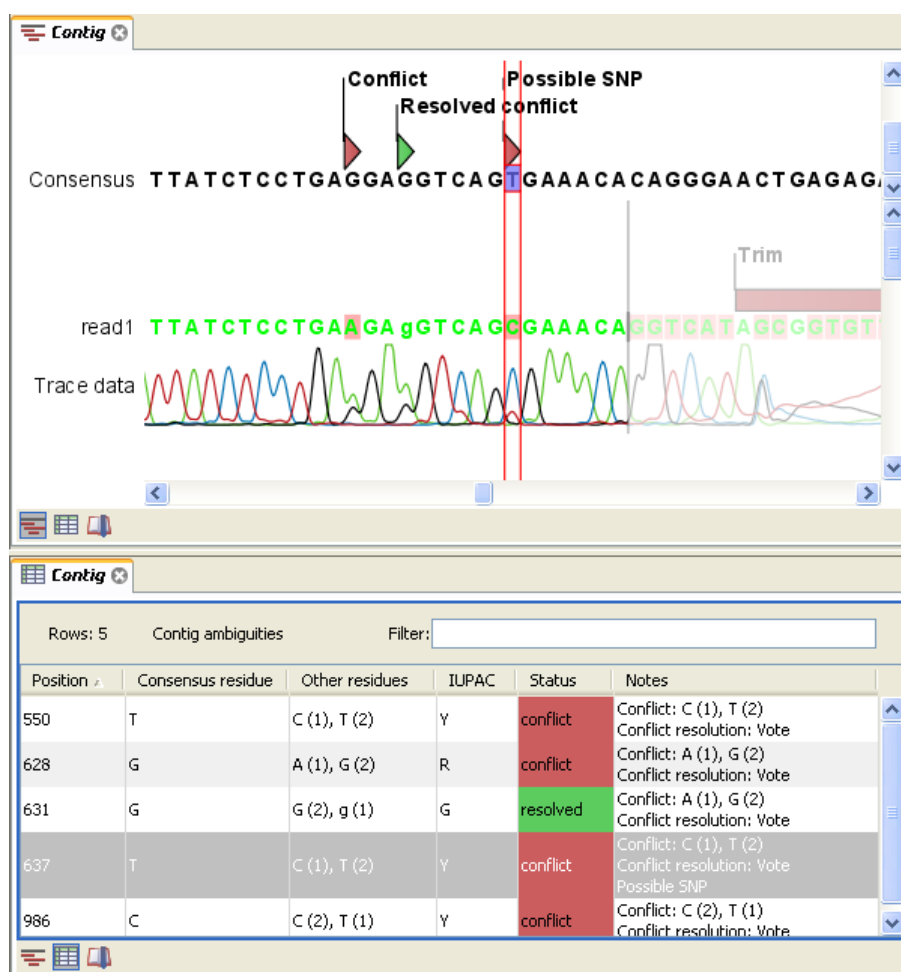 Contig
Conflict
Possible SNP
Resolved conflict
Consensus TTATCTCCTGAGGAGGTCAGTGAAACACAGGGAACTGAGAGA
Trim
read1 TTATCTCCTGAAGAgGTCAGCGAAACAGGTCATAGCGGTGT
Trace data
Contig
Rows: 5 Contig ambiguities Filter:
Position Consensus residue Other residues IUPAC Status Notes
550 T C (1), T (2) Y conflict Conflict: C (1), T (2)
Conflict resolution: Vote
628 G A (1), G (2) R conflict Conflict: A (1), G (2)
Conflict resolution: Vote
631 G G (2), g (1) G resolved Conflict: A (1), G (2)
Conflict resolution: Vote
637 T C (1), T (2) Y conflict Conflict: C (1), T (2)
Conflict resolution: Vote
Possible SNP
986 C C (2), T (1) Y conflict Conflict: C (2), T (1)
Conflict resolution: Vote